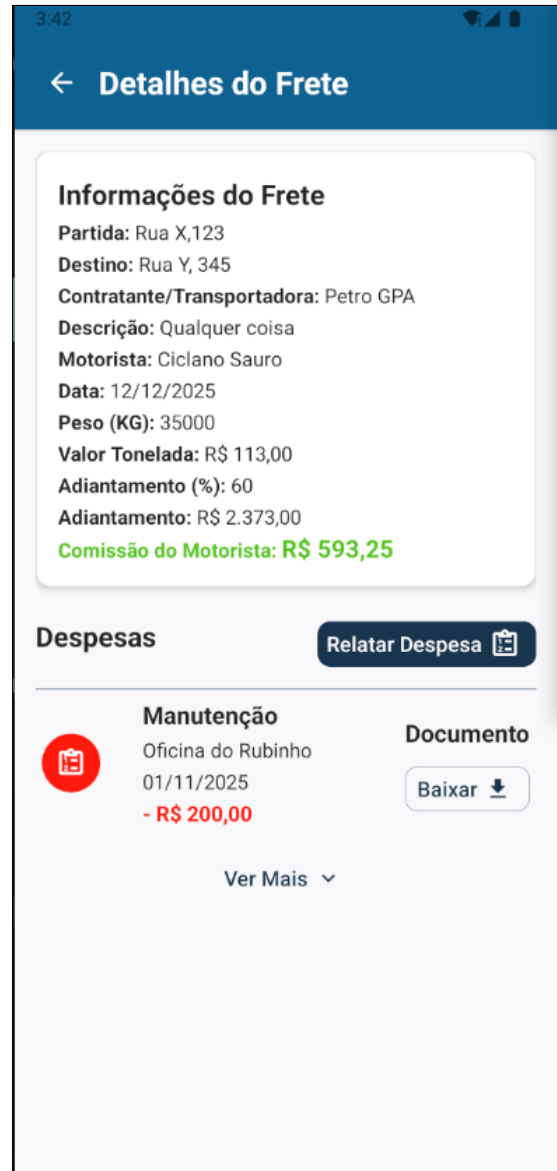 3:42
Detalhes do Frete
Informações do Frete
Partida: Rua X,123
Destino: Rua Y, 345
Contratante/Transportadora: Petro GPA
Descrição: Qualquer coisa
Motorista: Ciclano Sauro
Data: 12/12/2025
Peso (KG): 35000
Valor Tonelada: R$ 113,00
Adiantamento (%): 60
Adiantamento: R$ 2.373,00
Comissão do Motorista: R$ 593,25
Despesas
Relatar Despesa
Manutenção
Oficina do Rubinho
01/11/2025
- R$ 200,00
Documento
Baixar
Ver Mais